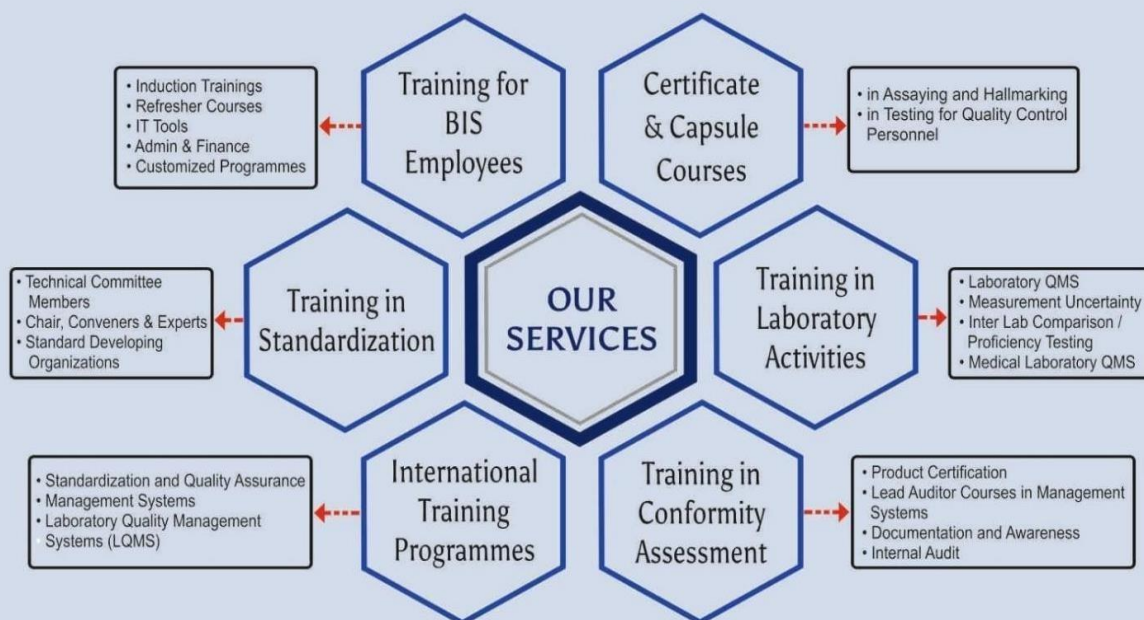 • Induction Trainings
• Refresher Courses
• IT Tools
• Admin & Finance
• Customized Programmes
Training for
BIS
Employees
Certificate
& Capsule
Courses
• in Assaying and Hallmarking
• in Testing for Quality Control
Personnel
• Technical Committee
Members
• Chair, Conveners & Experts
• Standard Developing
Organizations
Training in
Standardization
OUR
SERVICES
Training in
Laboratory
Activities
• Laboratory QMS
• Measurement Uncertainty
• Inter Lab Comparison /
Proficiency Testing
• Medical Laboratory QMS
• Standardization and Quality Assurance
• Management Systems
• Laboratory Quality Management
• Systems (LQMS)
International
Training
Programmes
Training in
Conformity
Assessment
• Product Certification
• Lead Auditor Courses in Management
Systems
• Documentation and Awareness
• Internal Audit